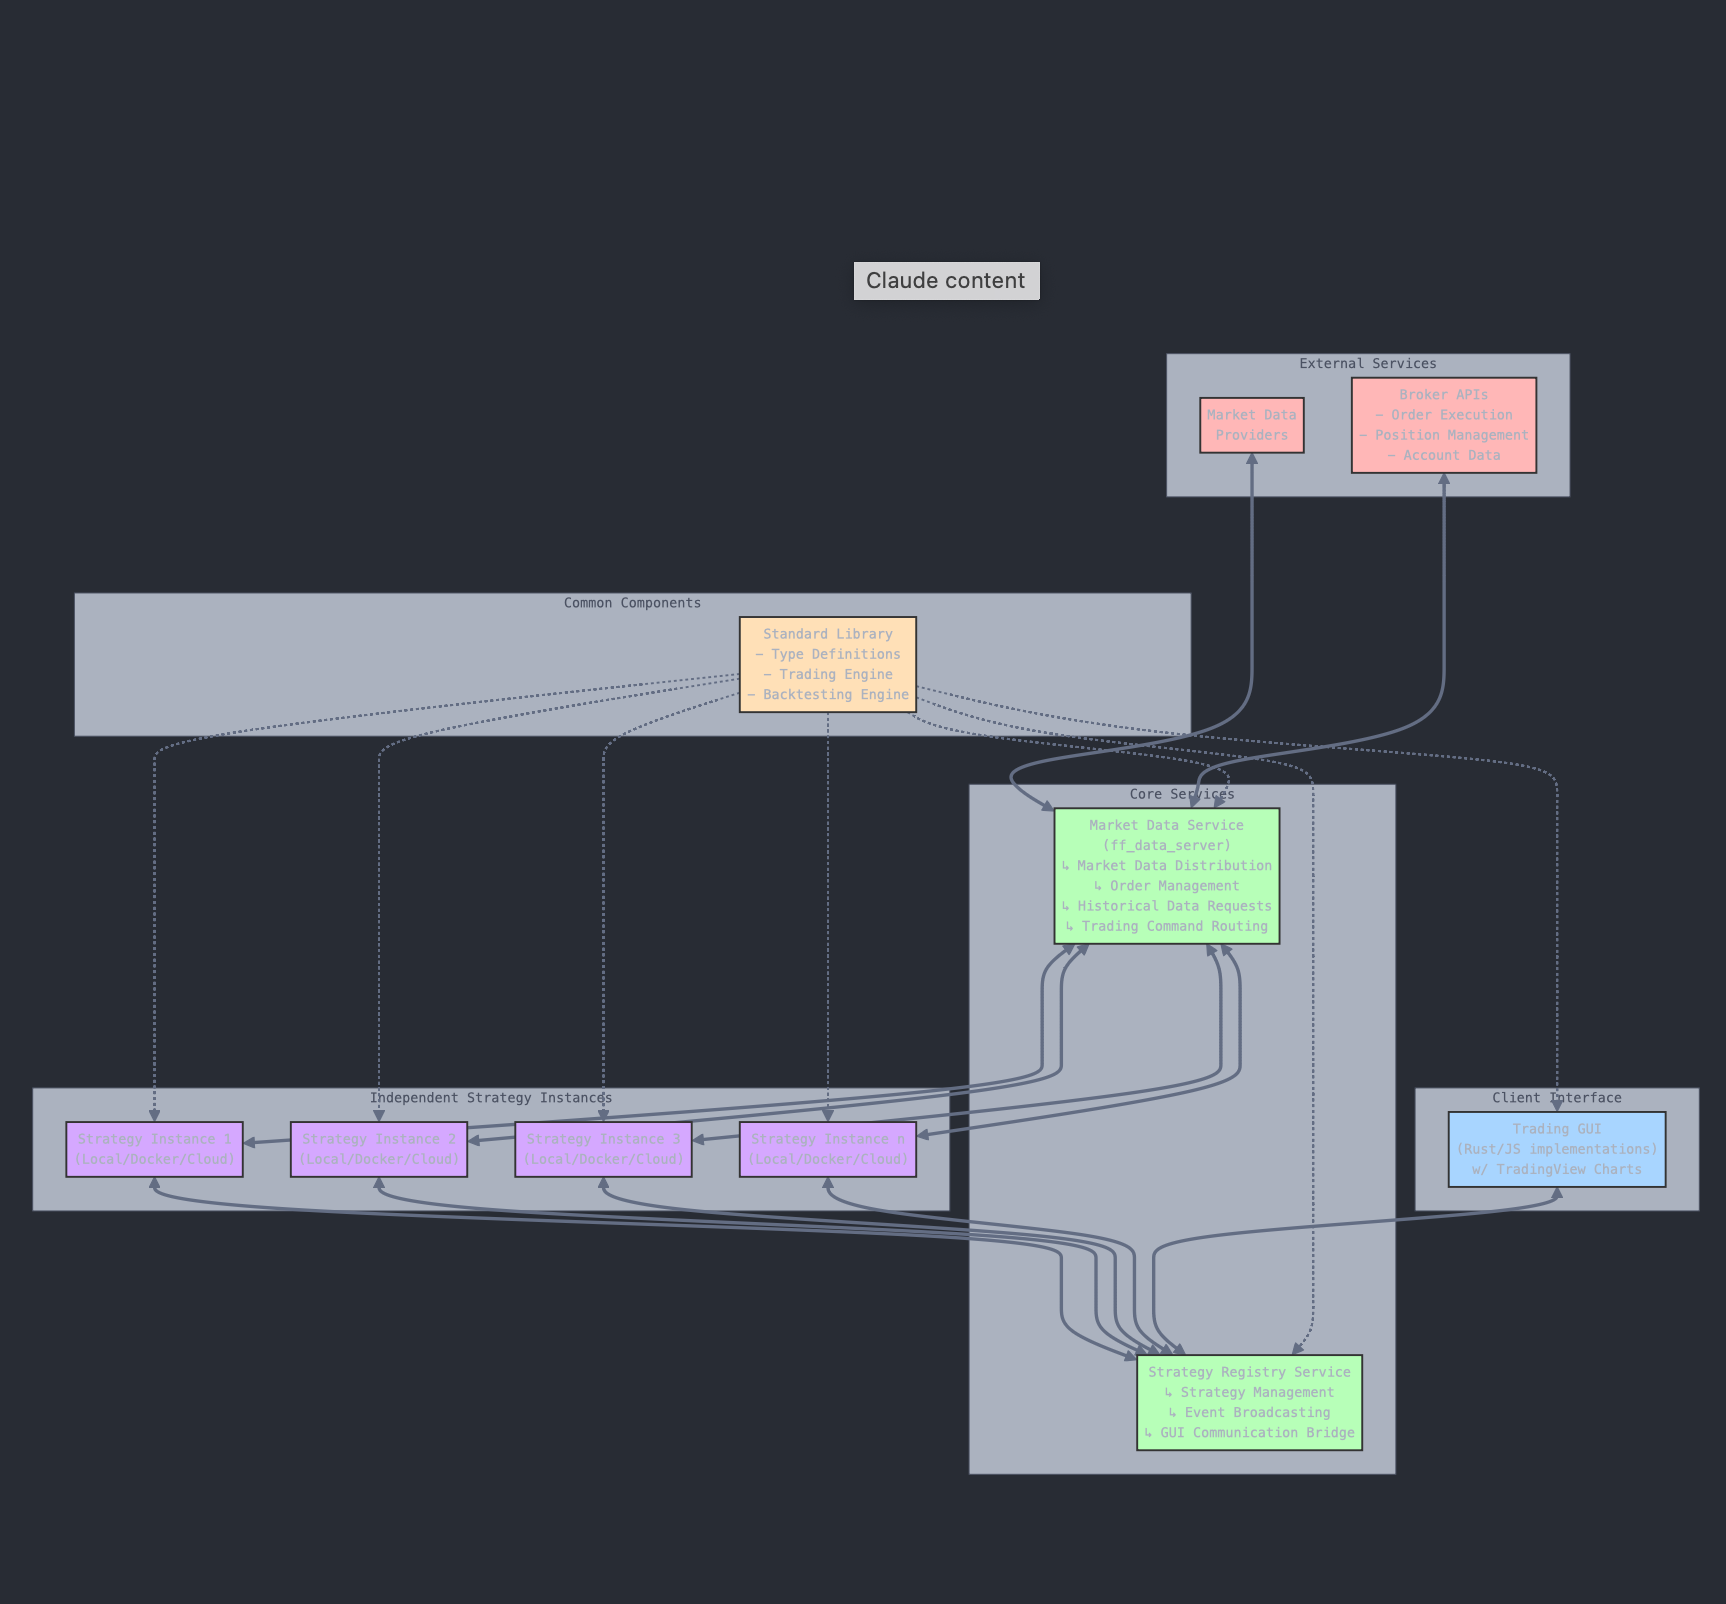 Claude content
External Services
Market Data
Providers
Broker APIs
– Order Execution
– Position Management
– Account Data
Common Components
Standard Library
– Type Definitions
– Trading Engine
– Backtesting Engine
Core Services
Market Data Service
(ff_data_server)
↳ Market Data Distribution
↳ Order Management
↳ Historical Data Requests
↳ Trading Command Routing
Independent Strategy Instances
Strategy Instance 1
(Local/Docker/Cloud)
Strategy Instance 2
(Local/Docker/Cloud)
Strategy Instance 3
(Local/Docker/Cloud)
Strategy Instance n
(Local/Docker/Cloud)
Client Interface
Trading GUI
(Rust/JS implementations)
w/ TradingView Charts
Strategy Registry Service
↳ Strategy Management
↳ Event Broadcasting
↳ GUI Communication Bridge